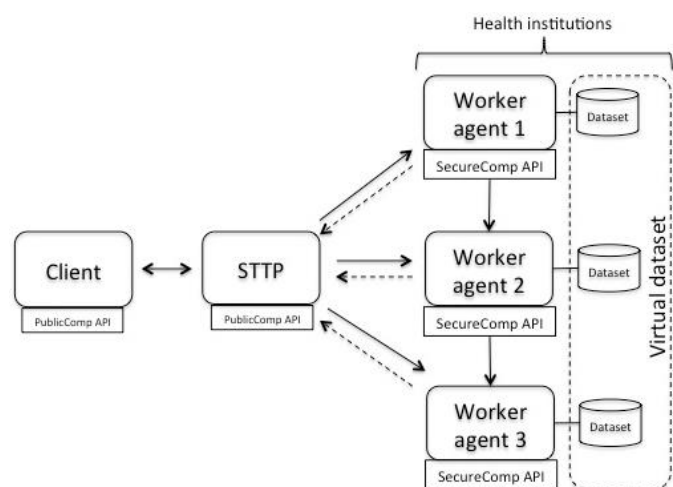 Health institutions
Worker
agent 1
SecureComp API
Dataset
Client
PublicComp API
STTP
PublicComp API
Worker
agent 2
SecureComp API
Dataset
Virtual dataset
Worker
agent 3
SecureComp API
Dataset